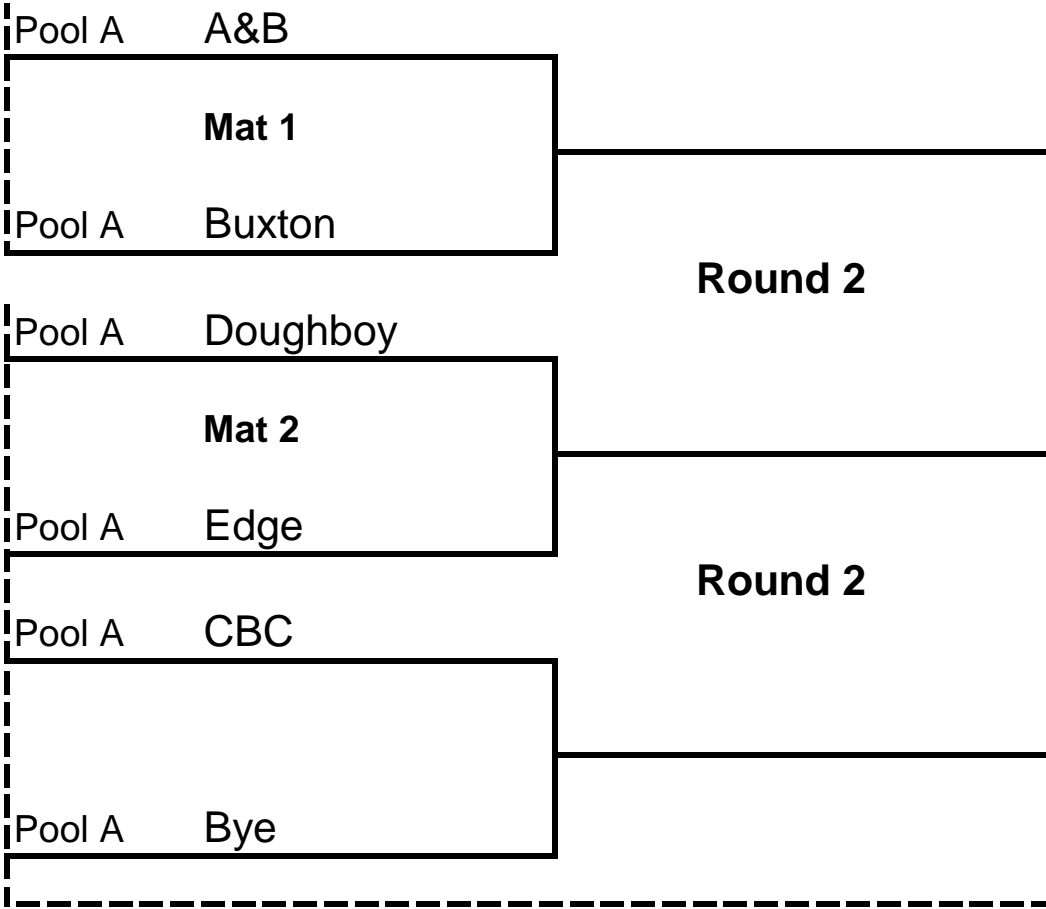 Pool A A&B
Mat 1
Pool A Buxton
Round 2
Pool A Doughboy
Mat 2
Pool A Edge
Round 2
Pool A CBC
Pool A Bye